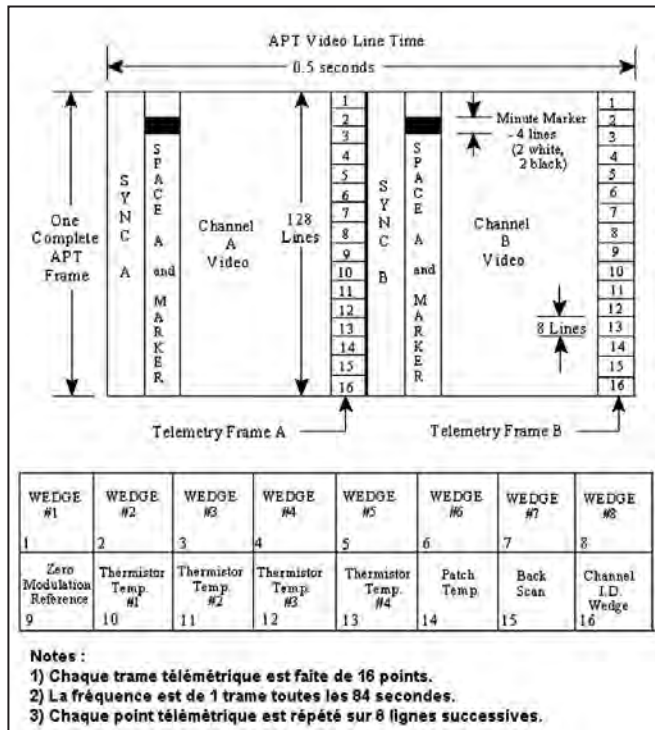 APT Video Line Time
0.5 seconds
One
Complete
APT
Frame
SYNC A
SPACE A and MARKER
Channel
A
Video
128
Lines
1
2
3
4
5
6
7
8
9
10
11
12
13
14
15
16
SYNC B
SPACE A and MARKER
Minute Marker
- 4 lines
(2 white,
2 black)
Channel
B
Video
8 Lines
1
2
3
4
5
6
7
8
9
10
11
12
13
14
15
16
Telemetry Frame A
Telemetry Frame B
WEDGE
#1
1
WEDGE
#2
2
WEDGE
#3
3
WEDGE
#4
4
WEDGE
#5
5
WEDGE
#6
6
WEDGE
#7
7
WEDGE
#8
8
Zero
Modulation
Reference
9
Thermistor
Temp.
#1
10
Thermistor
Temp.
#2
11
Thermistor
Temp.
#3
12
Thermistor
Temp.
#4
13
Patch
Temp.
14
Back
Scan
15
Channel
I.D.
Wedge
16
Notes :
1) Chaque trame télémétrique est faite de 16 points.
2) La fréquence est de 1 trame toutes les 84 secondes.
3) Chaque point télémétrique est répété sur 8 lignes successives.